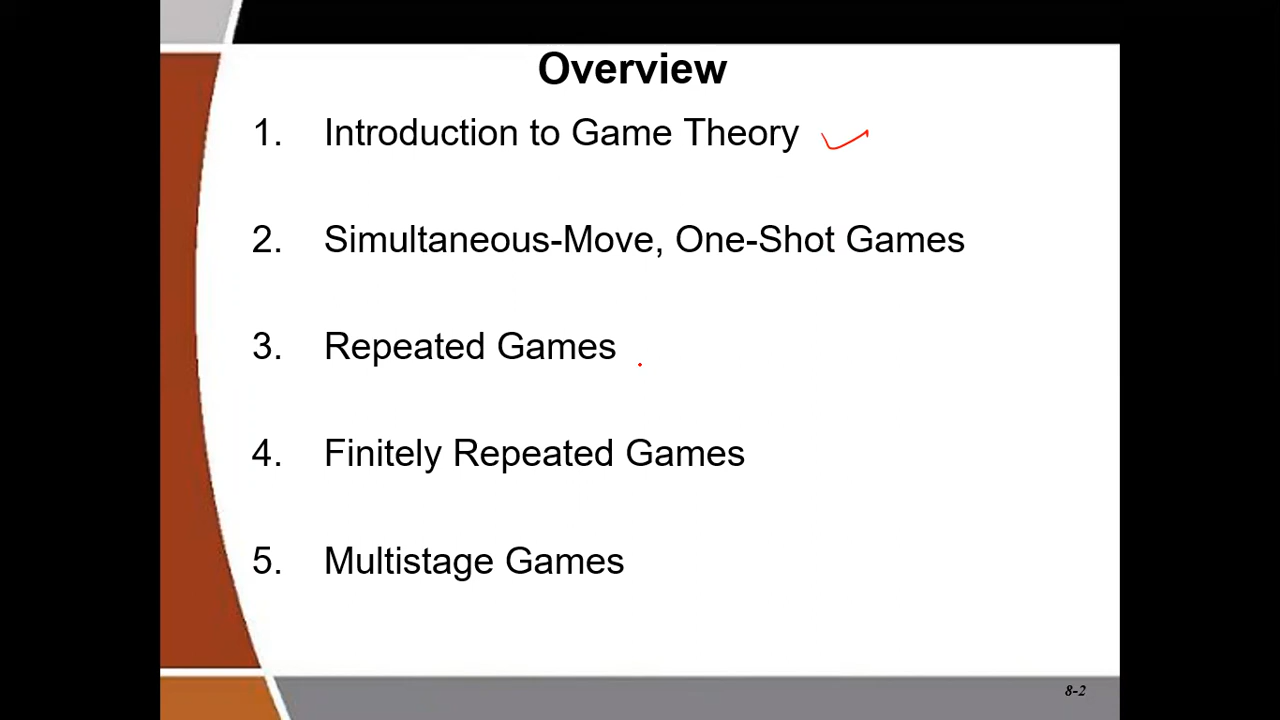 Overview
1. Introduction to Game Theory
2. Simultaneous-Move, One-Shot Games
3. Repeated Games
4. Finitely Repeated Games
5. Multistage Games
8-2